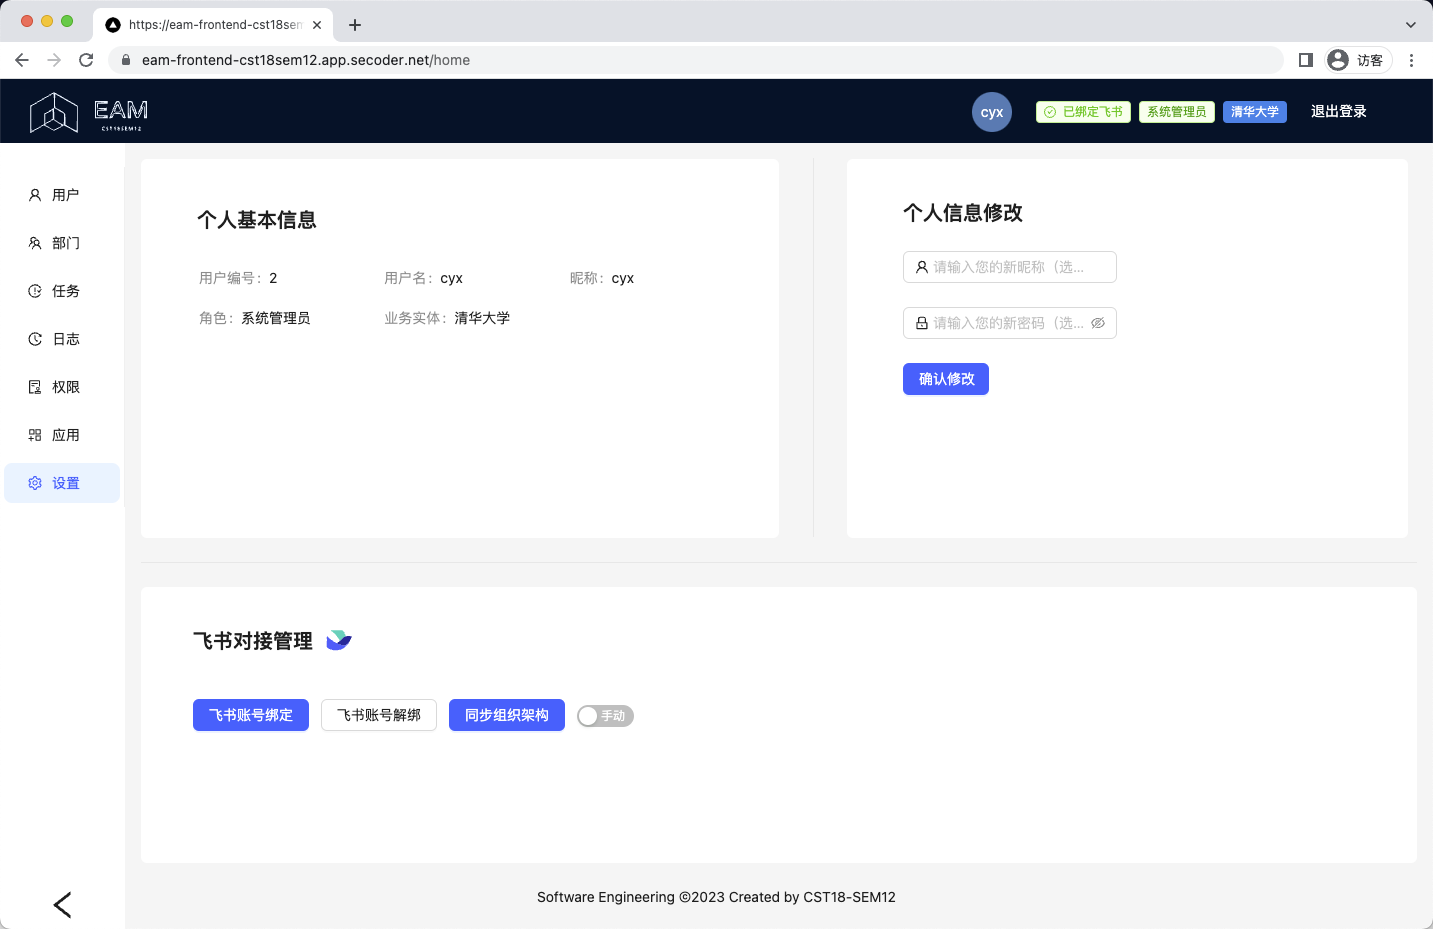 https://eam-frontend-cst18sem
eam-frontend-cst18sem12.app.secoder.net/home
访客
EAM
CST18SEM12
cyx
已绑定飞书
系统管理员
清华大学
退出登录
用户
部门
任务
日志
权限
应用
设置
个人基本信息
用户编号: 2
用户名: cyx
昵称: cyx
角色: 系统管理员
业务实体: 清华大学
个人信息修改
请输入您的新昵称（选...
请输入您的新密码（选...
确认修改
飞书对接管理
飞书账号绑定
飞书账号解绑
同步组织架构
手动
Software Engineering ©2023 Created by CST18-SEM12